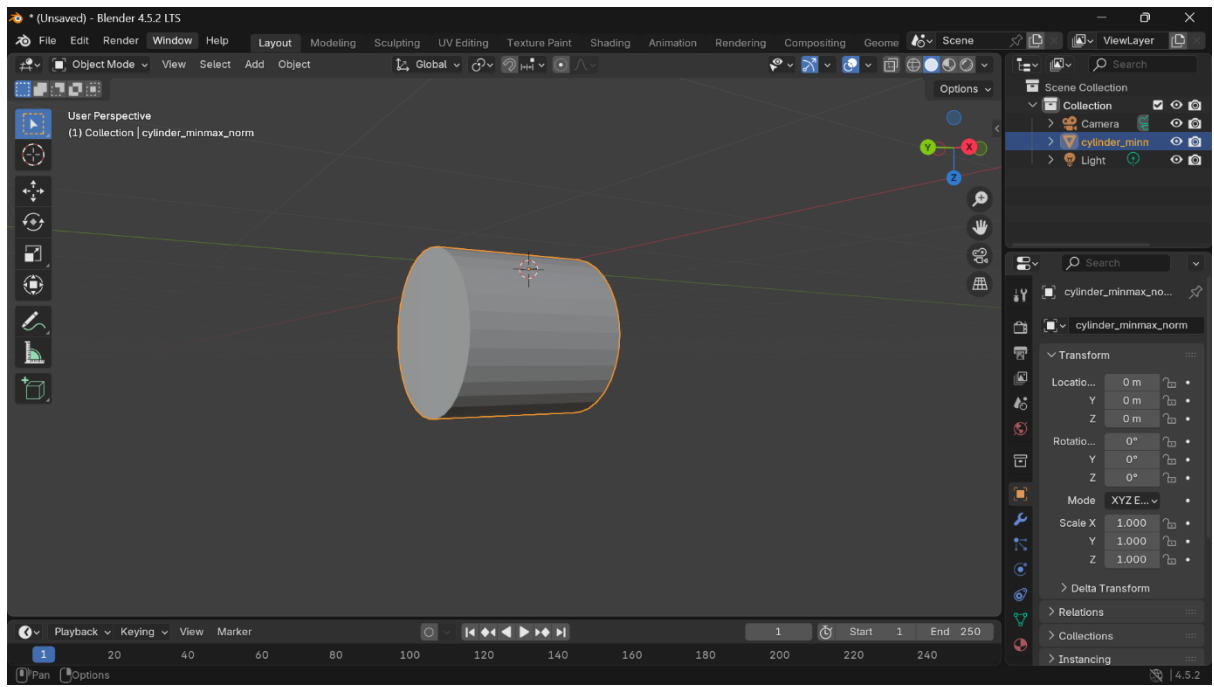 * (Unsaved) - Blender 4.5.2 LTS
File Edit Render Window Help Layout Modeling Sculpting UV Editing Texture Paint Shading Animation Rendering Compositing Geome Scene ViewLayer
Object Mode View Select Add Object Global Search
Options
User Perspective
(1) Collection | cylinder_minmax_norm
X
Y
Z
Scene Collection
Collection
Camera
cylinder_minn
Light
Search
cylinder_minmax_no...
cylinder_minmax_norm
Transform
Locatio... 0 m
Y 0 m
Z 0 m
Rotatio... 0°
Y 0°
Z 0°
Mode XYZ E...
Scale X 1.000
Y 1.000
Z 1.000
Delta Transform
Relations
Collections
Instancing
Playback Keying View Marker 1 Start 1 End 250
1 20 40 60 80 100 120 140 160 180 200 220 240
Pan Options 4.5.2